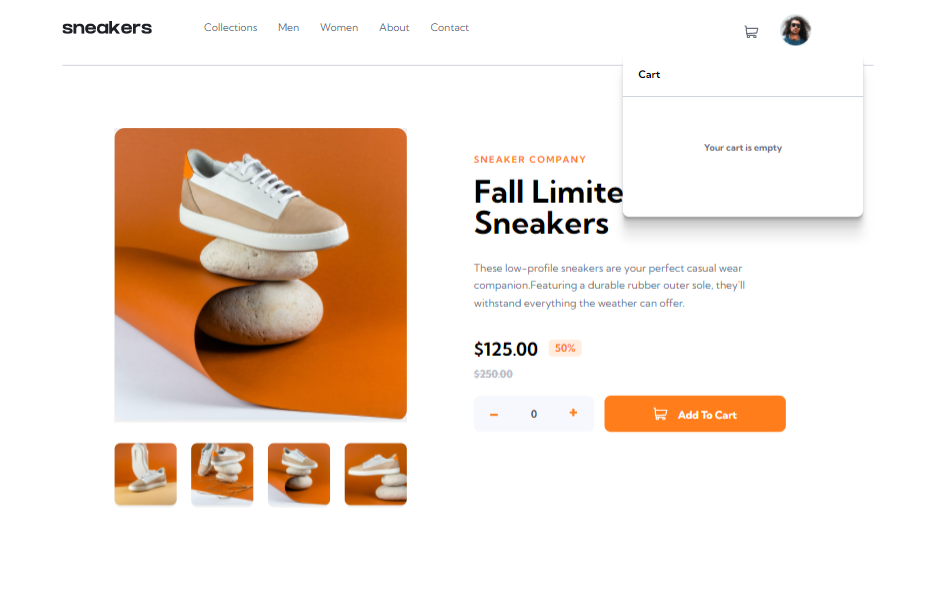 sneakers
Collections Men Women About Contact
Cart
Your cart is empty
SNEAKER COMPANY
Fall Limite
Sneakers
These low-profile sneakers are your perfect casual wear
companion.Featuring a durable rubber outer sole, they'll
withstand everything the weather can offer.
$125.00 50%
$250.00
− 0 +
Add To Cart